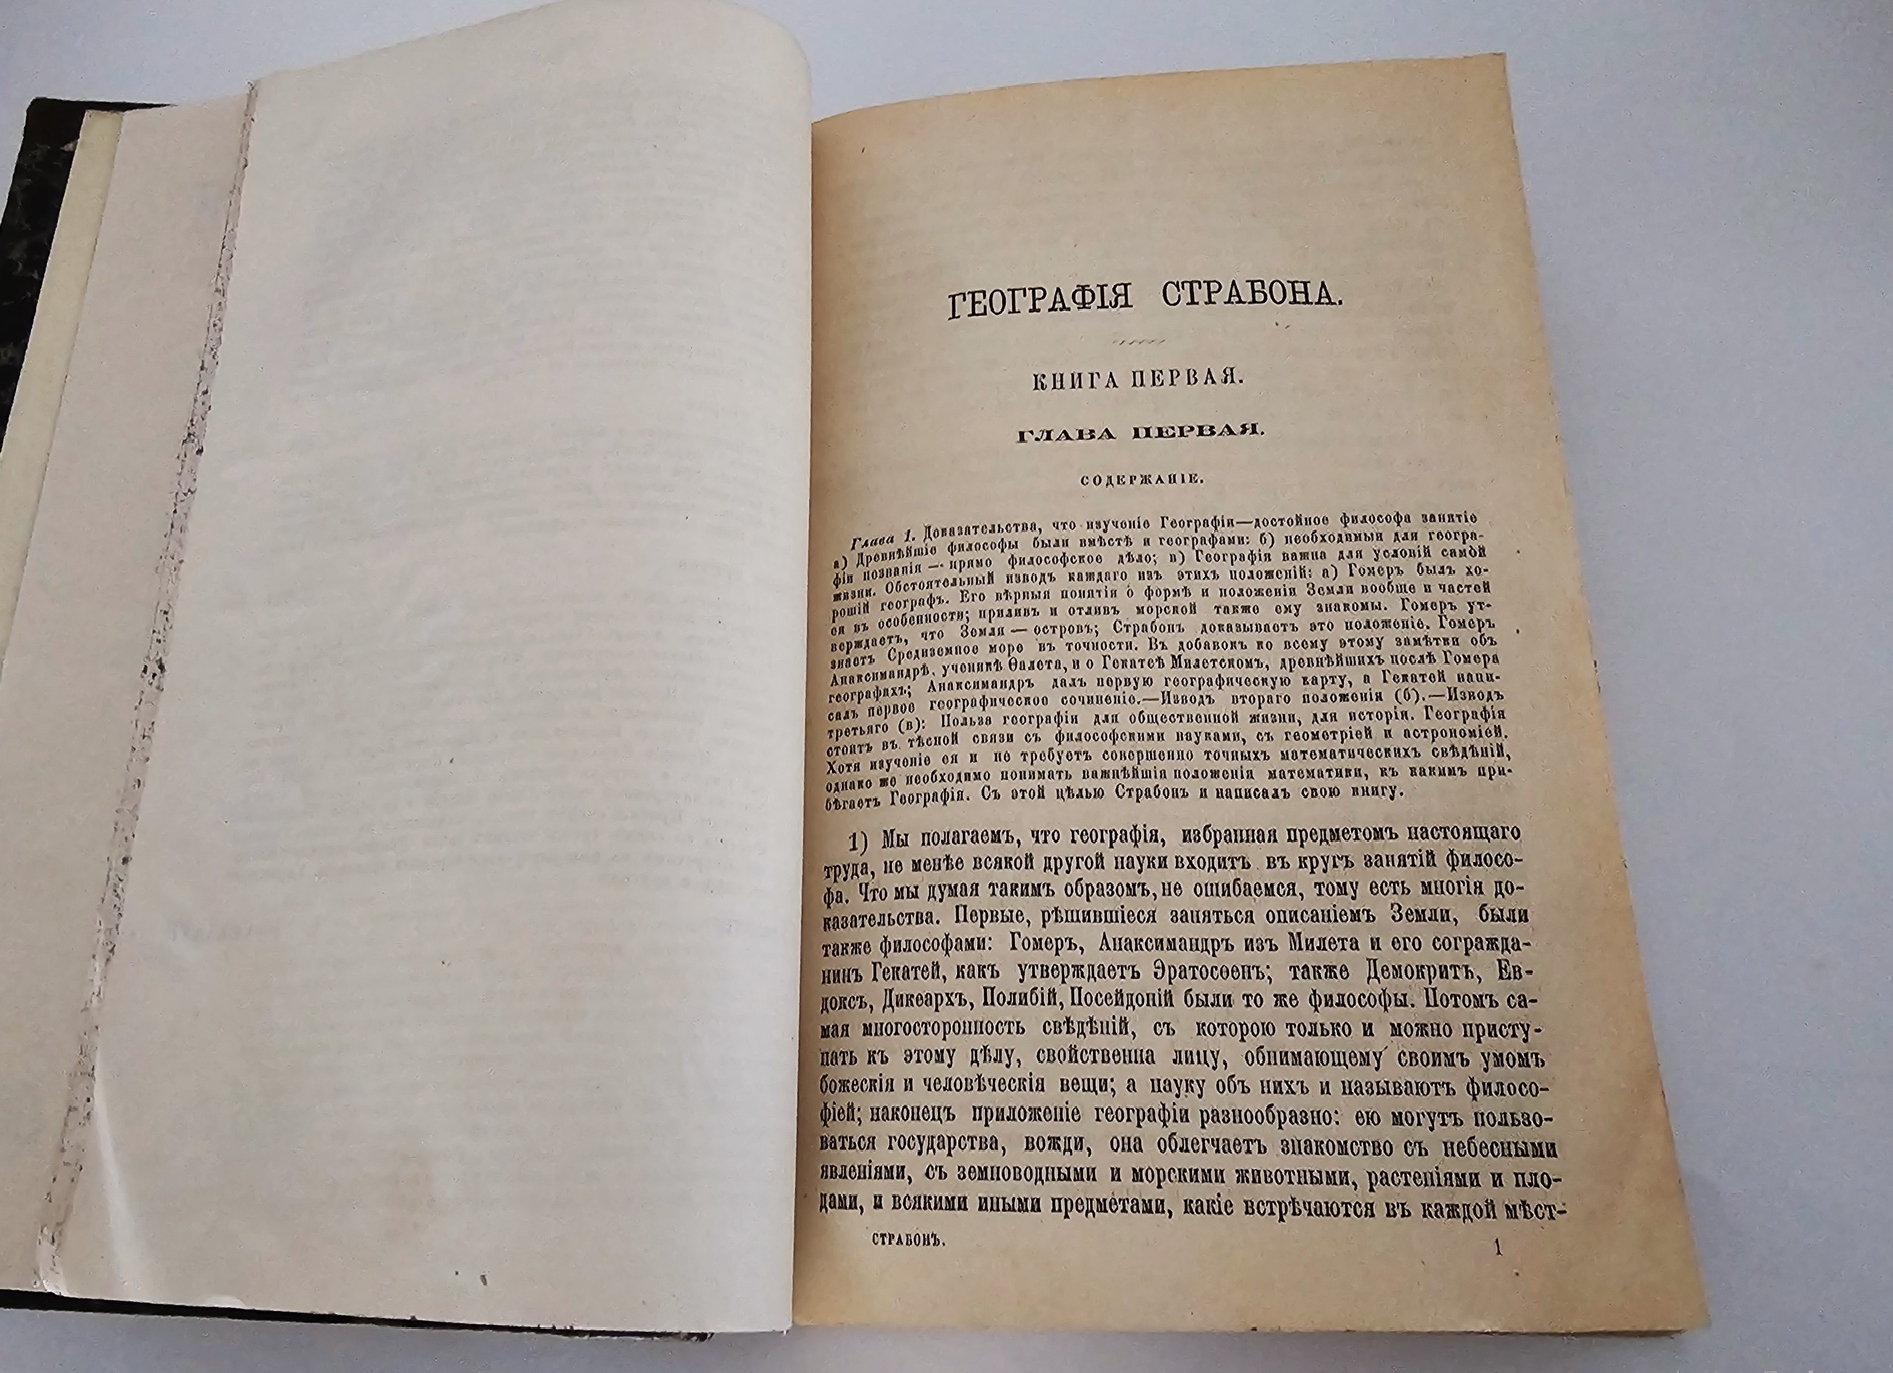 ГЕОГРАФІЯ СТРАБОНА.
КНИГА ПЕРВАЯ.
ГЛАВА ПЕРВАЯ.
СОДЕРЖАНІЕ.
Глава 1. Доказательства, что изученіе Географіи—достойное философа занятіе
а) Древнѣйшіе философы были вмѣстѣ и географами: б) необходимыя для геогра-
фіи познанія — прямо философское дѣло; в) Географія важна для условій самой
жизни. Обстоятельный изводъ каждаго изъ этихъ положеній: а) Гомеръ былъ хо-
рошій географъ. Его вѣрныя понятія о формѣ и положеніи Земли вообще и частей
ея въ особенности; приливъ и отливъ морской также ему знакомы. Гомеръ ут-
верждаетъ, что Земля — островъ; Страбонъ доказываетъ это положеніе. Гомеръ
знаетъ Средиземное море въ точности. Въ добавокъ ко всему этому замѣтки объ
Анаксимандрѣ, ученикѣ Ѳалета, и о Гекатеѣ Милетскомъ, древнѣйшихъ послѣ Гомера
географахъ; Анаксимандръ далъ первую географическую карту, а Гекатей напи-
салъ первое географическое сочиненіе.—Изводъ втораго положенія (б).—Изводъ
третьяго (в): Польза географіи для общественной жизни, для исторіи. Географія
стоитъ въ тѣсной связи съ философскими науками, съ геометріей и астрономіей.
Хотя изученіе ея и не требуетъ совершенно точныхъ математическихъ свѣдѣній,
однако же необходимо понимать важнѣйшія положенія математики, къ какимъ при-
бѣгаетъ Географія. Съ этой цѣлью Страбонъ и написалъ свою книгу.
1) Мы полагаемъ, что географія, избранная предметомъ настоящаго
труда, не менѣе всякой другой науки входитъ въ кругъ занятій филосо-
фа. Что мы думая такимъ образомъ, не ошибаемся, тому есть многія до-
казательства. Первые, рѣшившіеся заняться описаніемъ Земли, были
также философами: Гомеръ, Анаксимандръ изъ Милета и его согражда-
нинъ Гекатей, какъ утверждаетъ Эратосѳенъ; также Демокритъ, Ев-
доксъ, Дикеархъ, Полибій, Посейдоній были то же философы. Потомъ са-
мая многосторонность свѣдѣній, съ которою только и можно присту-
пать къ этому дѣлу, свойственна лицу, обнимающему своимъ умомъ
божескія и человѣческія вещи; а науку объ нихъ и называютъ филосо-
фіей; наконецъ приложеніе географіи разнообразно: ею могутъ пользо-
ваться государства, вожди, она облегчаетъ знакомство съ небесными
явленіями, съ земноводными и морскими животными, растеніями и пло-
дами, и всякими иными предметами, какіе встрѣчаются въ каждой мѣст-
СТРАБОНЪ.
1